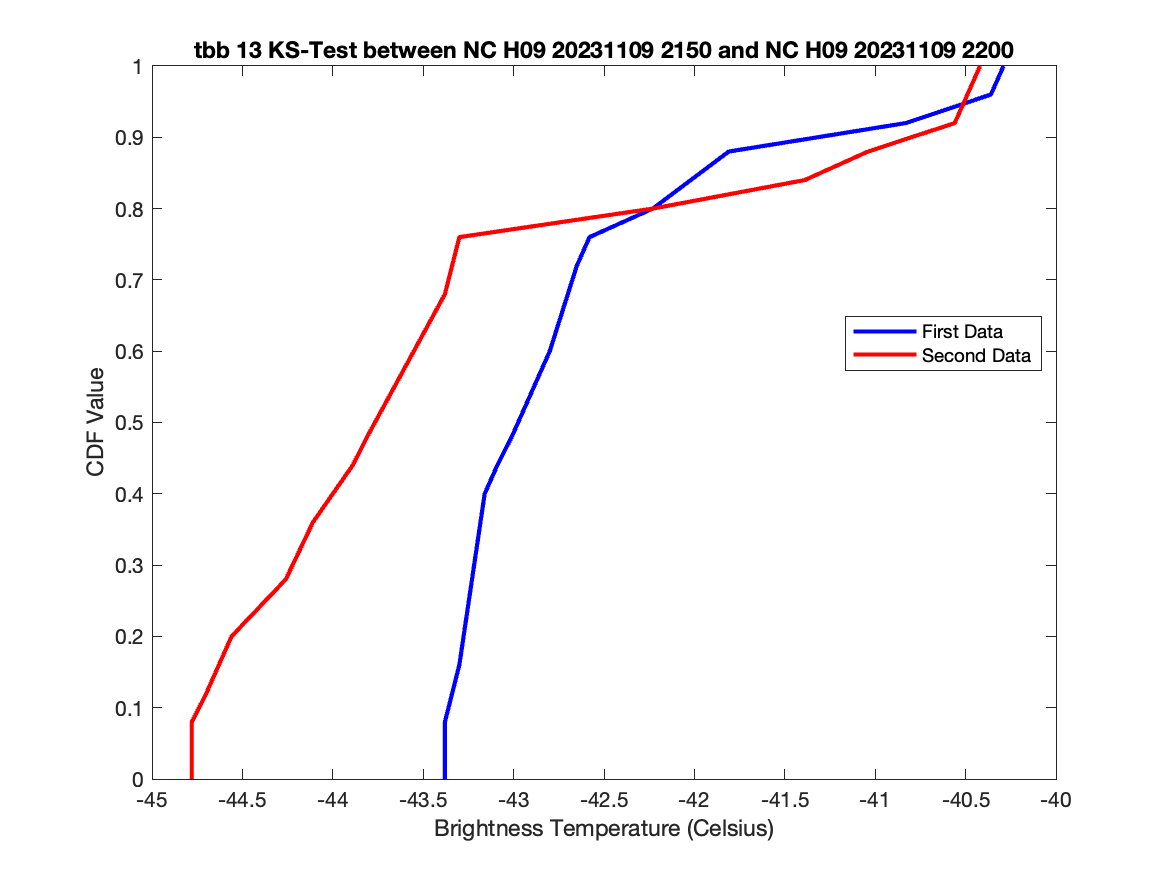 tbb 13 KS-Test between NC H09 20231109 2150 and NC H09 20231109 2200
1
0.9
0.8
0.7
0.6
0.5
0.4
0.3
0.2
0.1
0
CDF Value
First Data
Second Data
-45 -44.5 -44 -43.5 -43 -42.5 -42 -41.5 -41 -40.5 -40
Brightness Temperature (Celsius)